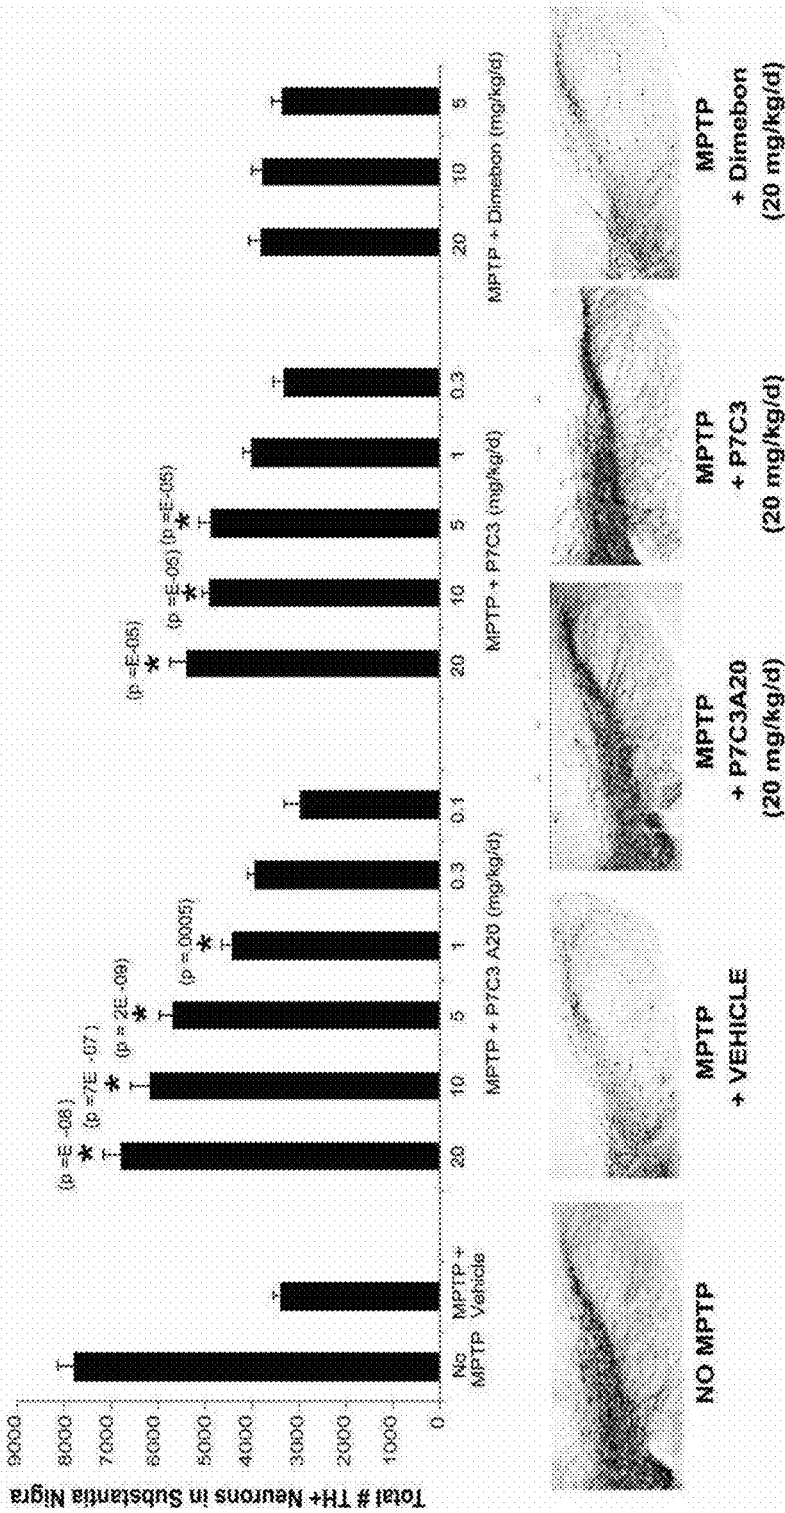 Total # TH+ Neurons in Substantia Nigra
9000
8000
7000
6000
5000
4000
3000
2000
1000
0
No
MPTP
MPTP +
Vehicle
(p =E -08)
*
(p =7E -07)
*
(p = 2E -09)
*
(p =.0005)
*
20
10
5
1
0.3
0.1
MPTP + P7C3 A20 (mg/kg/d)
(p =E-05)
*
(p =E-05)
*
(p =E-05)
*
20
10
5
1
0.3
MPTP + P7C3 (mg/kg/d)
20
10
5
MPTP + Dimebon (mg/kg/d)
NO MPTP
MPTP
+ VEHICLE
MPTP
+ P7C3A20
(20 mg/kg/d)
MPTP
+ P7C3
(20 mg/kg/d)
MPTP
+ Dimebon
(20 mg/kg/d)